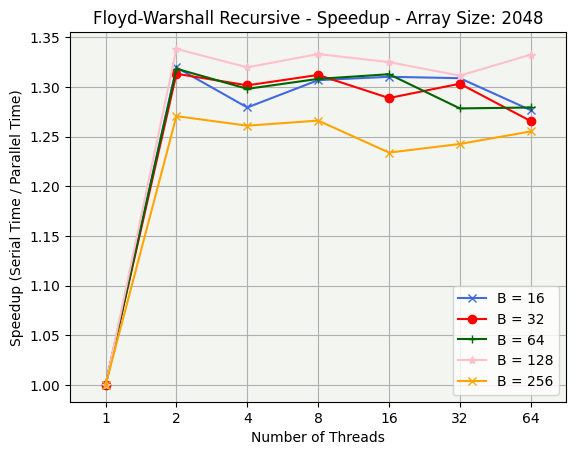 Floyd-Warshall Recursive - Speedup - Array Size: 2048
Speedup (Serial Time / Parallel Time)
1.35
1.30
1.25
1.20
1.15
1.10
1.05
1.00
B = 16
B = 32
B = 64
B = 128
B = 256
1 2 4 8 16 32 64
Number of Threads